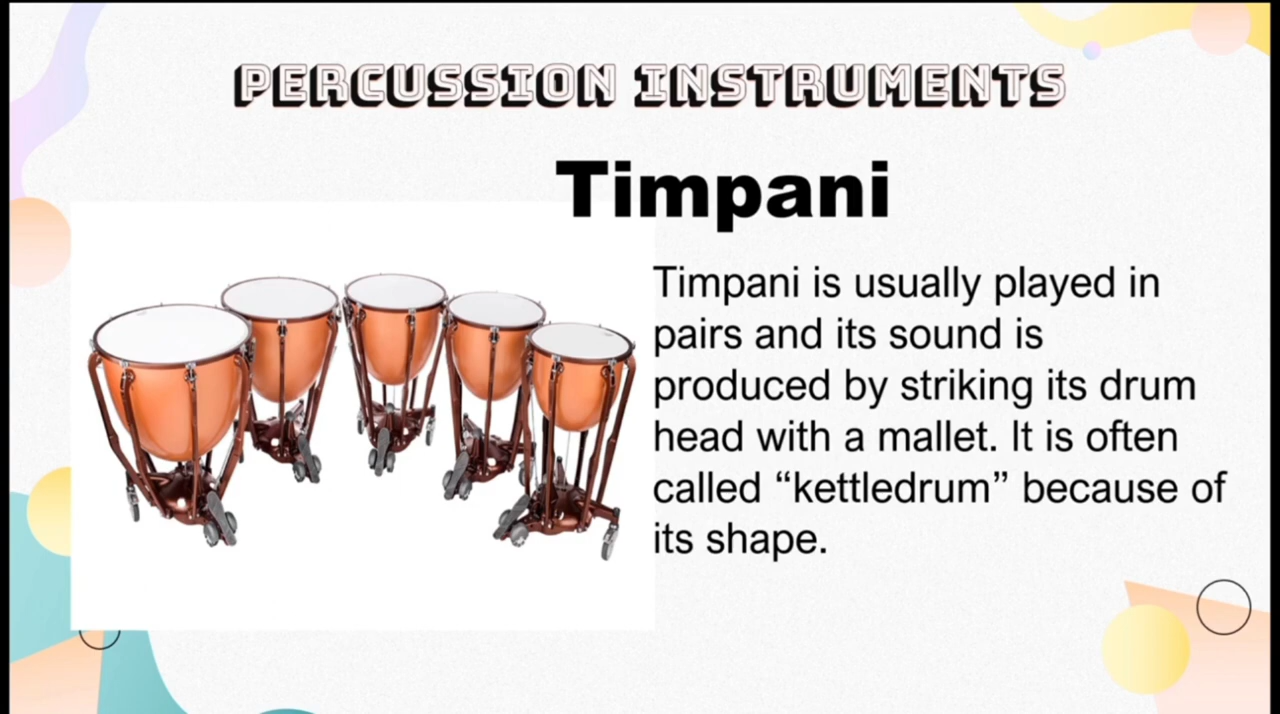 PERCUSSION INSTRUMENTS
Timpani
Timpani is usually played in
pairs and its sound is
produced by striking its drum
head with a mallet. It is often
called “kettledrum” because of
its shape.